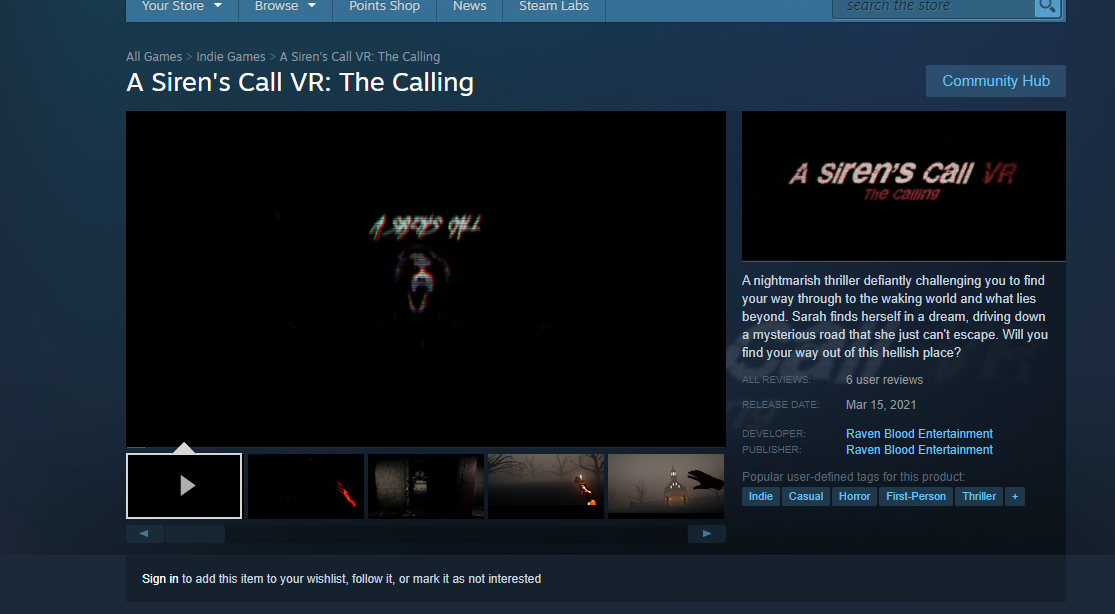 Your Store Browse Points Shop News Steam Labs search the store
All Games > Indie Games > A Siren's Call VR: The Calling
A Siren's Call VR: The Calling
Community Hub
A SIREN'S CALL
A Siren's Call VR
The Calling
A nightmarish thriller defiantly challenging you to find
your way through to the waking world and what lies
beyond. Sarah finds herself in a dream, driving down
a mysterious road that she just can't escape. Will you
find your way out of this hellish place?
ALL REVIEWS: 6 user reviews
RELEASE DATE: Mar 15, 2021
DEVELOPER: Raven Blood Entertainment
PUBLISHER: Raven Blood Entertainment
Popular user-defined tags for this product:
Indie Casual Horror First-Person Thriller +
Sign in to add this item to your wishlist, follow it, or mark it as not interested